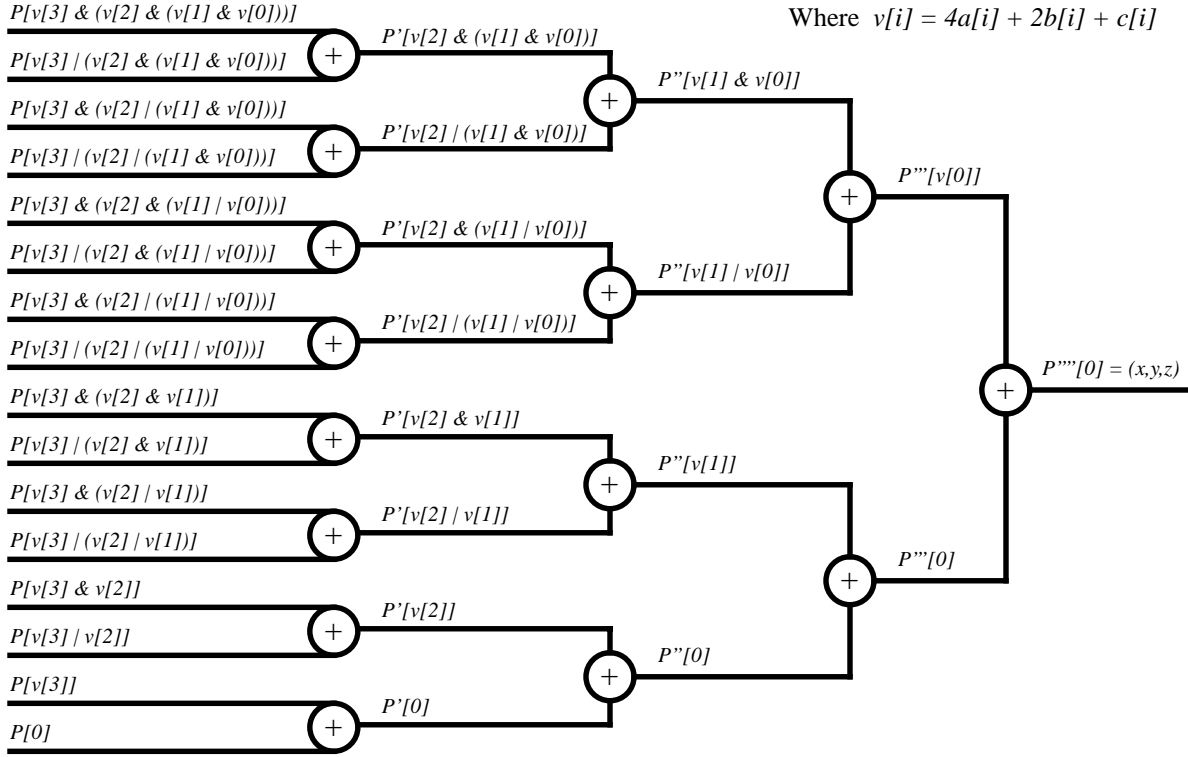 P[v[3] & (v[2] & (v[1] & v[0]))]
P[v[3] | (v[2] & (v[1] & v[0]))]
P[v[3] & (v[2] | (v[1] & v[0]))]
P[v[3] | (v[2] | (v[1] & v[0]))]
P[v[3] & (v[2] & (v[1] | v[0]))]
P[v[3] | (v[2] & (v[1] | v[0]))]
P[v[3] & (v[2] | (v[1] | v[0]))]
P[v[3] | (v[2] | (v[1] | v[0]))]
P[v[3] & (v[2] & v[1])]
P[v[3] | (v[2] & v[1])]
P[v[3] & (v[2] | v[1])]
P[v[3] | (v[2] | v[1])]
P[v[3] & v[2]]
P[v[3] | v[2]]
P[v[3]]
P[0]
+
+
+
+
+
+
+
+
P'[v[2] & (v[1] & v[0])]
P'[v[2] | (v[1] & v[0])]
P'[v[2] & (v[1] | v[0])]
P'[v[2] | (v[1] | v[0])]
P'[v[2] & v[1]]
P'[v[2] | v[1]]
P'[v[2]]
P'[0]
+
+
+
+
P''[v[1] & v[0]]
P''[v[1] | v[0]]
P''[v[1]]
P''[0]
+
+
P'''[v[0]]
P'''[0]
+
P''''[0] = (x,y,z)
Where v[i] = 4a[i] + 2b[i] + c[i]